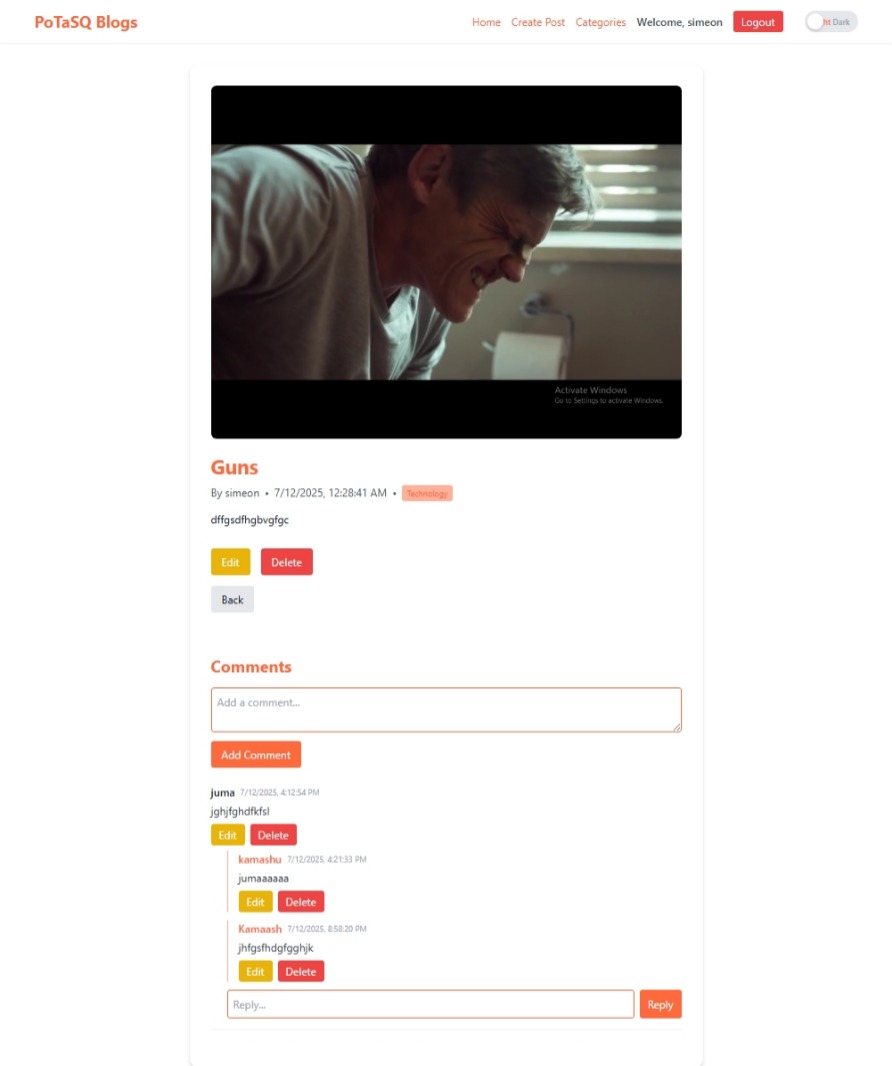 PoTaSQ Blogs
Home Create Post Categories Welcome, simeon Logout ht Dark
Activate Windows
Go to Settings to activate Windows.
Guns
By simeon • 7/12/2025, 12:28:41 AM • Technology
dffgsdfhgbvgfgc
Edit Delete
Back
Comments
Add a comment...
Add Comment
juma 7/12/2025, 4:12:54 PM
jghjfghdfkfsl
Edit Delete
kamashu 7/12/2025, 4:21:33 PM
jumaaaaaa
Edit Delete
Kamaash 7/12/2025, 8:58:20 PM
jhfgsfhdgfgghjk
Edit Delete
Reply... Reply